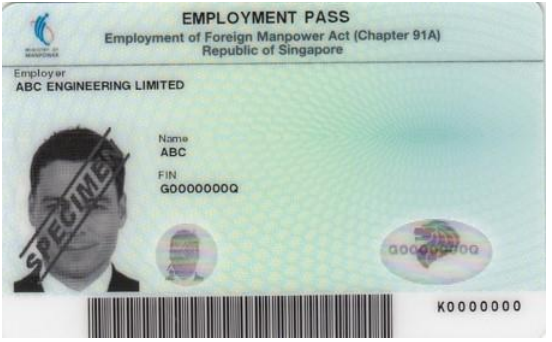 EMPLOYMENT PASS
Employment of Foreign Manpower Act (Chapter 91A)
Republic of Singapore
MINISTRY OF
MANPOWER
Employer
ABC ENGINEERING LIMITED
Name
ABC
FIN
G0000000Q
SPECIMEN
G0000000Q
K0000000